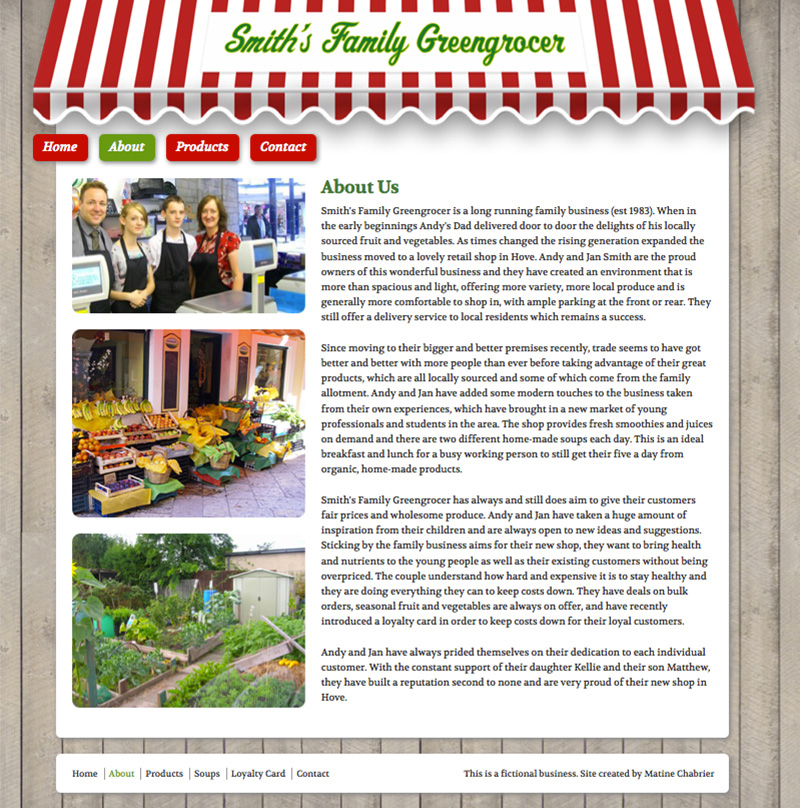 Smith's Family Greengrocer
Home About Products Contact
About Us
Smith's Family Greengrocer is a long running family business (est 1983). When in
the early beginnings Andy's Dad delivered door to door the delights of his locally
sourced fruit and vegetables. As times changed the rising generation expanded the
business moved to a lovely retail shop in Hove. Andy and Jan Smith are the proud
owners of this wonderful business and they have created an environment that is
more than spacious and light, offering more variety, more local produce and is
generally more comfortable to shop in, with ample parking at the front or rear. They
still offer a delivery service to local residents which remains a success.
Since moving to their bigger and better premises recently, trade seems to have got
better and better with more people than ever before taking advantage of their great
products, which are all locally sourced and some of which come from the family
allotment. Andy and Jan have added some modern touches to the business taken
from their own experiences, which have brought in a new market of young
professionals and students in the area. The shop provides fresh smoothies and juices
on demand and there are two different home-made soups each day. This is an ideal
breakfast and lunch for a busy working person to still get their five a day from
organic, home-made products.
Smith's Family Greengrocer has always and still does aim to give their customers
fair prices and wholesome produce. Andy and Jan have taken a huge amount of
inspiration from their children and are always open to new ideas and suggestions.
Sticking by the family business aims for their new shop, they want to bring health
and nutrients to the young people as well as their existing customers without being
overpriced. The couple understand how hard and expensive it is to stay healthy and
they are doing everything they can to keep costs down. They have deals on bulk
orders, seasonal fruit and vegetables are always on offer, and have recently
introduced a loyalty card in order to keep costs down for their loyal customers.
Andy and Jan have always prided themselves on their dedication to each individual
customer. With the constant support of their daughter Kellie and their son Matthew,
they have built a reputation second to none and are very proud of their new shop in
Hove.
Home | About | Products | Soups | Loyalty Card | Contact This is a fictional business. Site created by Matine Chabrier